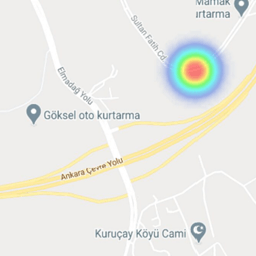 Mamak
kurtarma
Sultan Fatih Cd
Elmadağ Yolu
Göksel oto kurtarma
Ankara Çevre Yolu
Kuruçay Köyü Cami